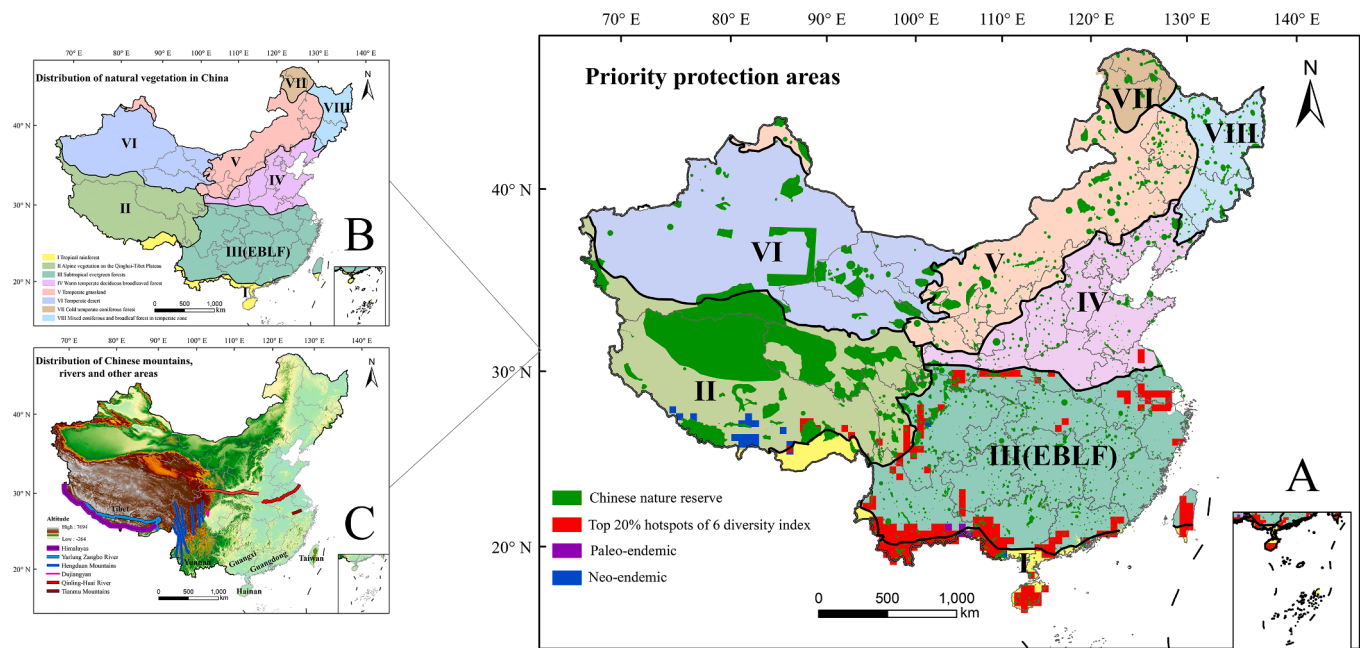 70° E 80° E 90° E 100° E 110° E 120° E 130° E 140° E
Distribution of natural vegetation in China
N
40° N
30° N
20° N
VII
VIII
VI
V
IV
II
III(EBLF)
I
B
I Tropical rainforest
II Alpine vegetation on the Qinghai-Tibet Plateau
III Subtropical evergreen forests
IV Warm temperate deciduous broadleaved forest
V Temperate grassland
VI Temperate desert
VII Cold temperate coniferous forest
VIII Mixed coniferous and broadleaf forest in temperate zone
0 500 1,000
km
70° E 80° E 90° E 100° E 110° E 120° E 130° E 140° E
Distribution of Chinese mountains,
rivers and other areas
N
40° N
30° N
20° N
Tibet
Yunnan
Guangxi
Guangdong
Taiwan
Hainan
C
Altitude
High : 7694
Low : -264
Himalayas
Yarlung Zangbo River
Hengduan Mountains
Dujiangyan
Qinling-Huai River
Tianmu Mountains
0 500 1,000
km
70° E 80° E 90° E 100° E 110° E 120° E 130° E 140° E
Priority protection areas
N
40° N
30° N
20° N
VII
VIII
VI
V
IV
II
III(EBLF)
I
A
Chinese nature reserve
Top 20% hotspots of 6 diversity index
Paleo-endemic
Neo-endemic
0 500 1,000
km